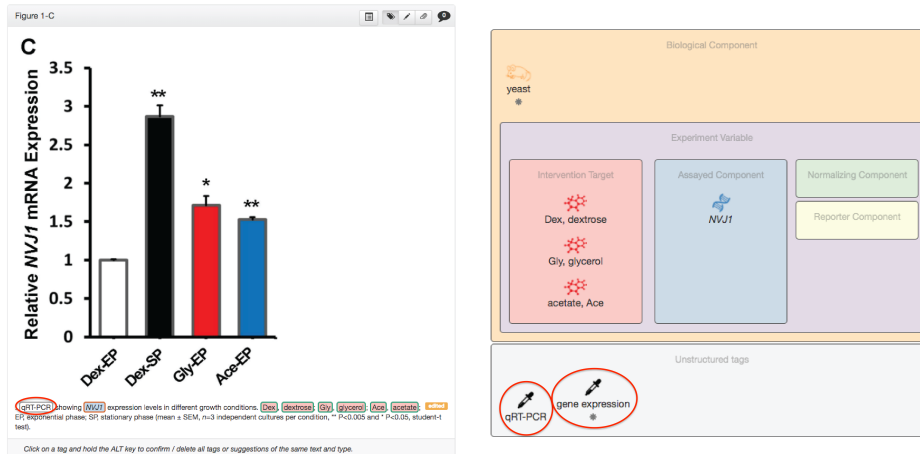 Figure 1-C
0
C
Relative NVJ1 mRNA Expression
3.5
3
2.5
2
1.5
1
0.5
0
**
*
**
Dex-EP
Dex-SP
Gly-EP
Ace-EP
qRT-PCR showing NVJ1 expression levels in different growth conditions. Dex, dextrose; Gly, glycerol; Ace, acetate; edited
EP, exponential phase; SP, stationary phase (mean ± SEM, n=3 independent cultures per condition, ** P<0.005 and * P<0.05, student-t
test).
Click on a tag and hold the ALT key to confirm / delete all tags or suggestions of the same text and type.
Biological Component
yeast
Experiment Variable
Intervention Target
Dex, dextrose
Gly, glycerol
acetate, Ace
Assayed Component
NVJ1
Normalizing Component
Reporter Component
Unstructured tags
qRT-PCR
gene expression